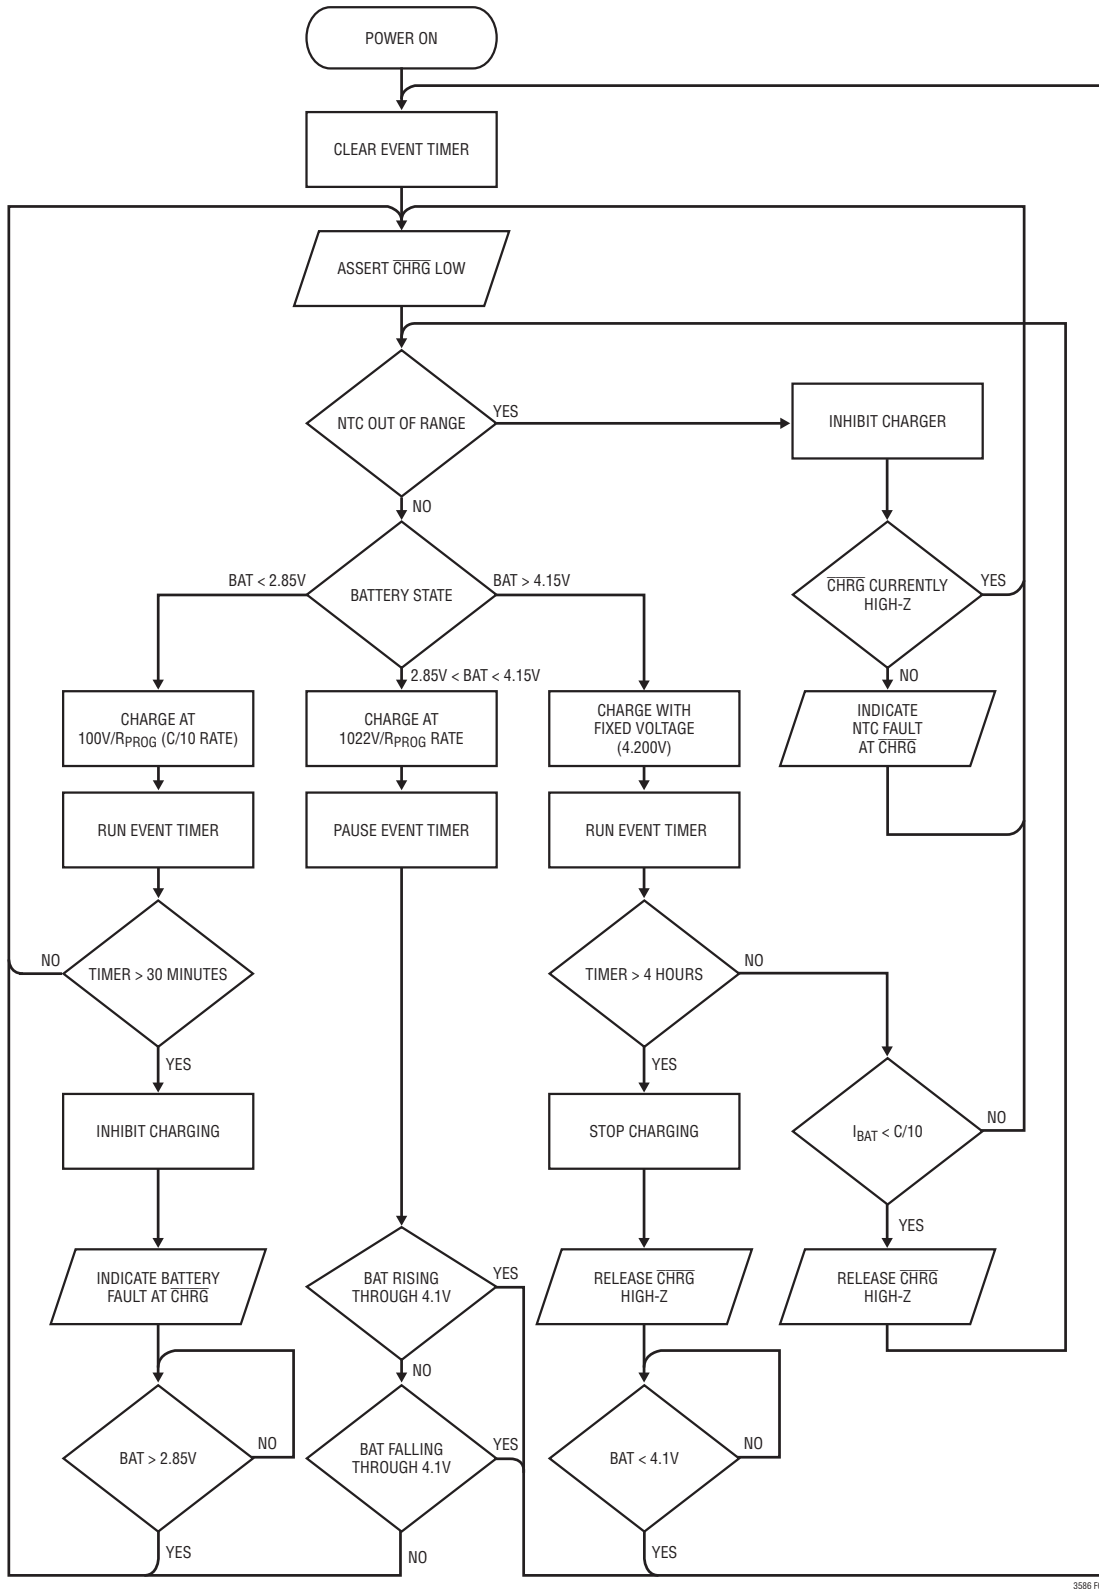 POWER ON
CLEAR EVENT TIMER
ASSERT CHRG LOW
NTC OUT OF RANGE
YES
INHIBIT CHARGER
NO
BAT < 2.85V
BATTERY STATE
BAT > 4.15V
CHRG CURRENTLY
HIGH-Z
YES
2.85V < BAT < 4.15V
NO
CHARGE AT
100V/RPROG (C/10 RATE)
CHARGE AT
1022V/RPROG RATE
CHARGE WITH
FIXED VOLTAGE
(4.200V)
INDICATE
NTC FAULT
AT CHRG
RUN EVENT TIMER
PAUSE EVENT TIMER
RUN EVENT TIMER
NO
TIMER > 30 MINUTES
TIMER > 4 HOURS
NO
YES
YES
INHIBIT CHARGING
STOP CHARGING
IBAT < C/10
NO
YES
INDICATE BATTERY
FAULT AT CHRG
BAT RISING
THROUGH 4.1V
YES
RELEASE CHRG
HIGH-Z
RELEASE CHRG
HIGH-Z
NO
BAT > 2.85V
NO
BAT FALLING
THROUGH 4.1V
YES
BAT < 4.1V
NO
YES
NO
YES
3586